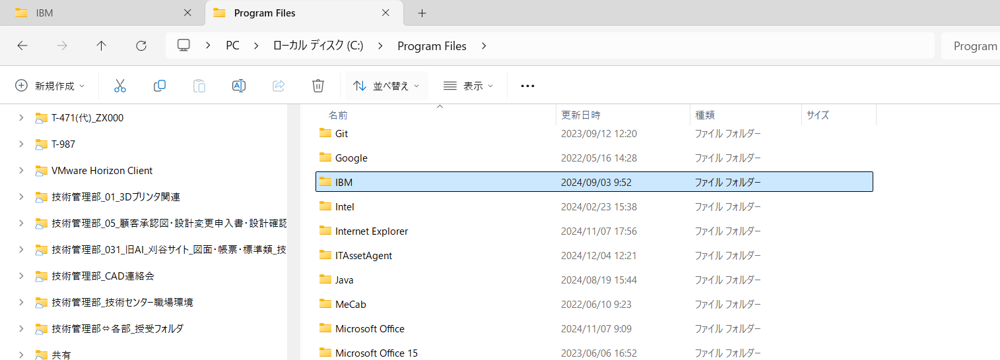 IBM
Program Files
PC
ローカル ディスク (C:)
Program Files
Program
新規作成
並べ替え
表示
T-471(代)_ZX000
T-987
VMware Horizon Client
技術管理部_01_3Dプリンタ関連
技術管理部_05_顧客承認図・設計変更申入書・設計確認
技術管理部_031_旧AI_刈谷サイト_図面・帳票・標準類_技
技術管理部_CAD連絡会
技術管理部_技術センター職場環境
技術管理部⇔各部_授受フォルダ
共有
名前 更新日時 種類 サイズ
Git 2023/09/12 12:20 ファイル フォルダー
Google 2022/05/16 14:28 ファイル フォルダー
IBM 2024/09/03 9:52 ファイル フォルダー
Intel 2024/02/23 15:38 ファイル フォルダー
Internet Explorer 2024/11/07 17:56 ファイル フォルダー
ITAssetAgent 2024/12/04 12:21 ファイル フォルダー
Java 2024/08/19 15:44 ファイル フォルダー
MeCab 2022/06/10 9:23 ファイル フォルダー
Microsoft Office 2024/11/07 9:09 ファイル フォルダー
Microsoft Office 15 2023/06/06 16:52 ファイル フォルダー